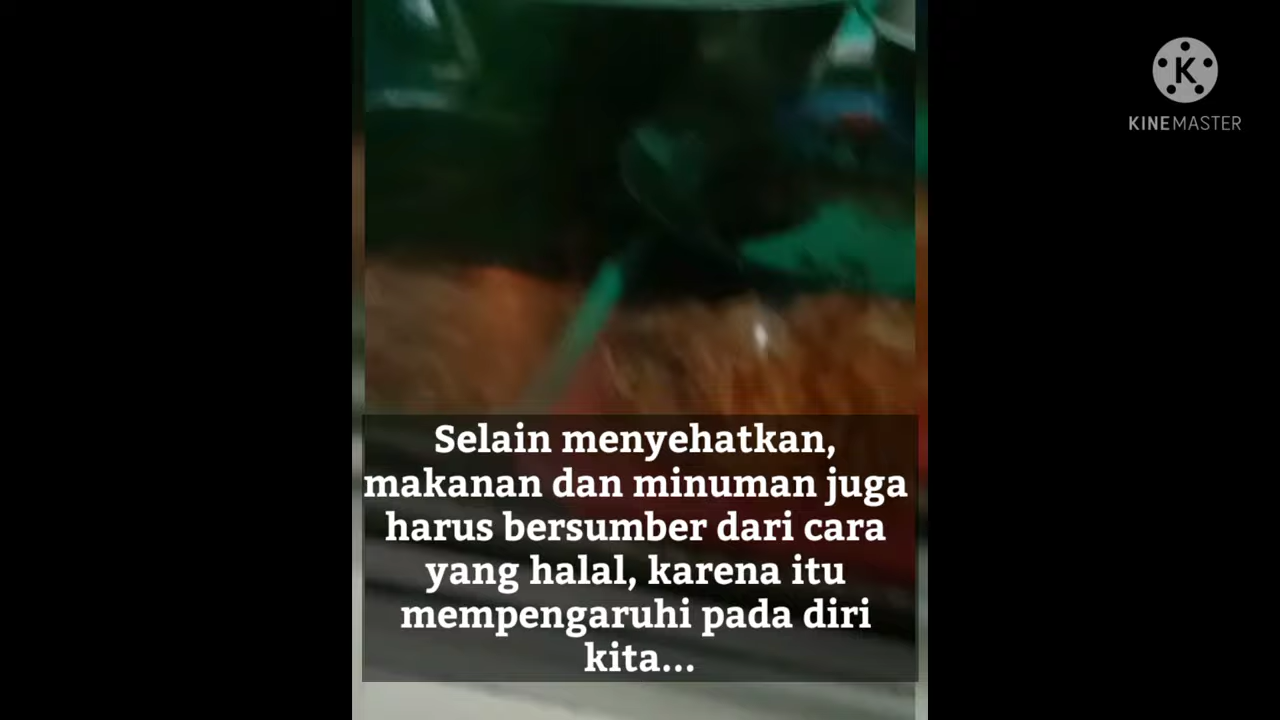 KINEMASTER
Selain menyehatkan,
makanan dan minuman juga
harus bersumber dari cara
yang halal, karena itu
mempengaruhi pada diri
kita...